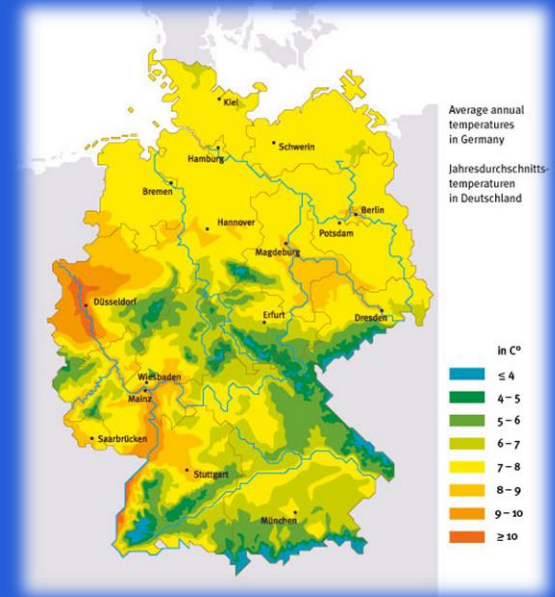 Kiel
Schwerin
Hamburg
Bremen
Berlin
Hannover
Potsdam
Magdeburg
Düsseldorf
Erfurt
Dresden
Wiesbaden
Mainz
Saarbrücken
Stuttgart
München
Average annual
temperatures
in Germany
Jahresdurchschnitts-
temperaturen
in Deutschland
in C°
≤ 4
4 – 5
5 – 6
6 – 7
7 – 8
8 – 9
9 – 10
≥ 10